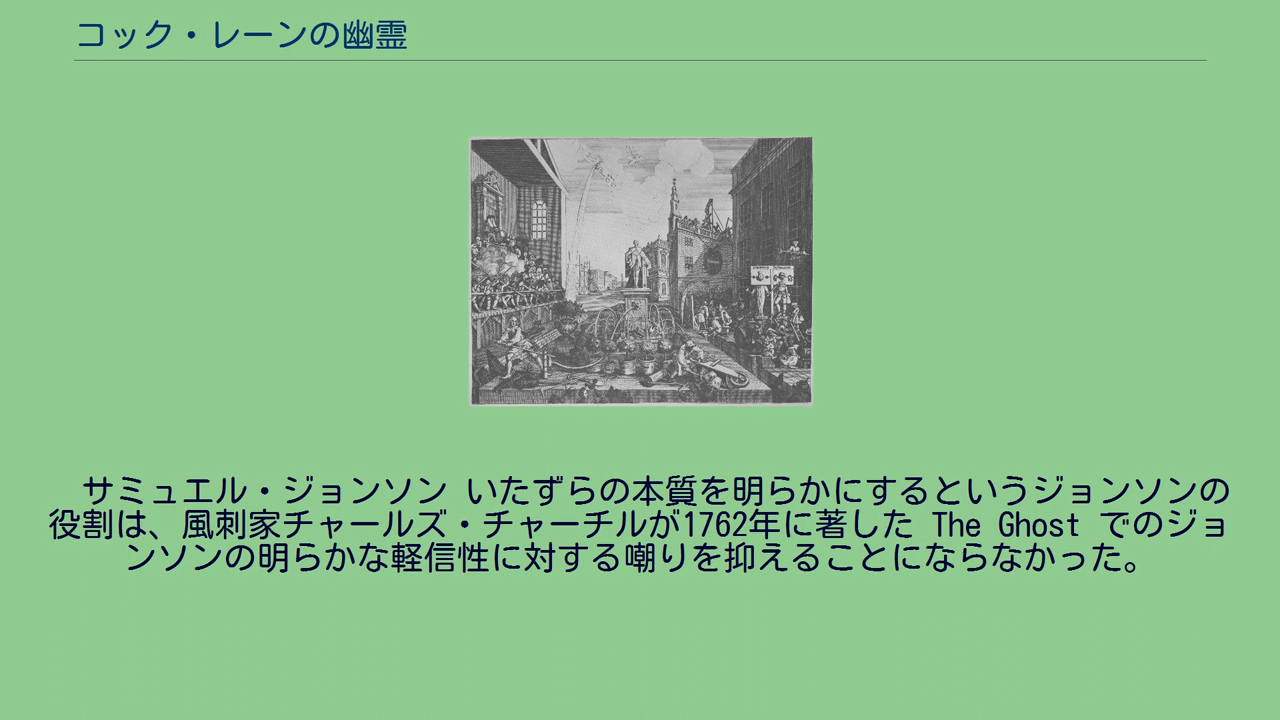 コック・レーンの幽霊
サミュエル・ジョンソン いたずらの本質を明らかにするというジョンソンの
役割は、風刺家チャールズ・チャーチルが1762年に著した The Ghost でのジョ
ンソンの明らかな軽信性に対する嘲りを抑えることにならなかった。